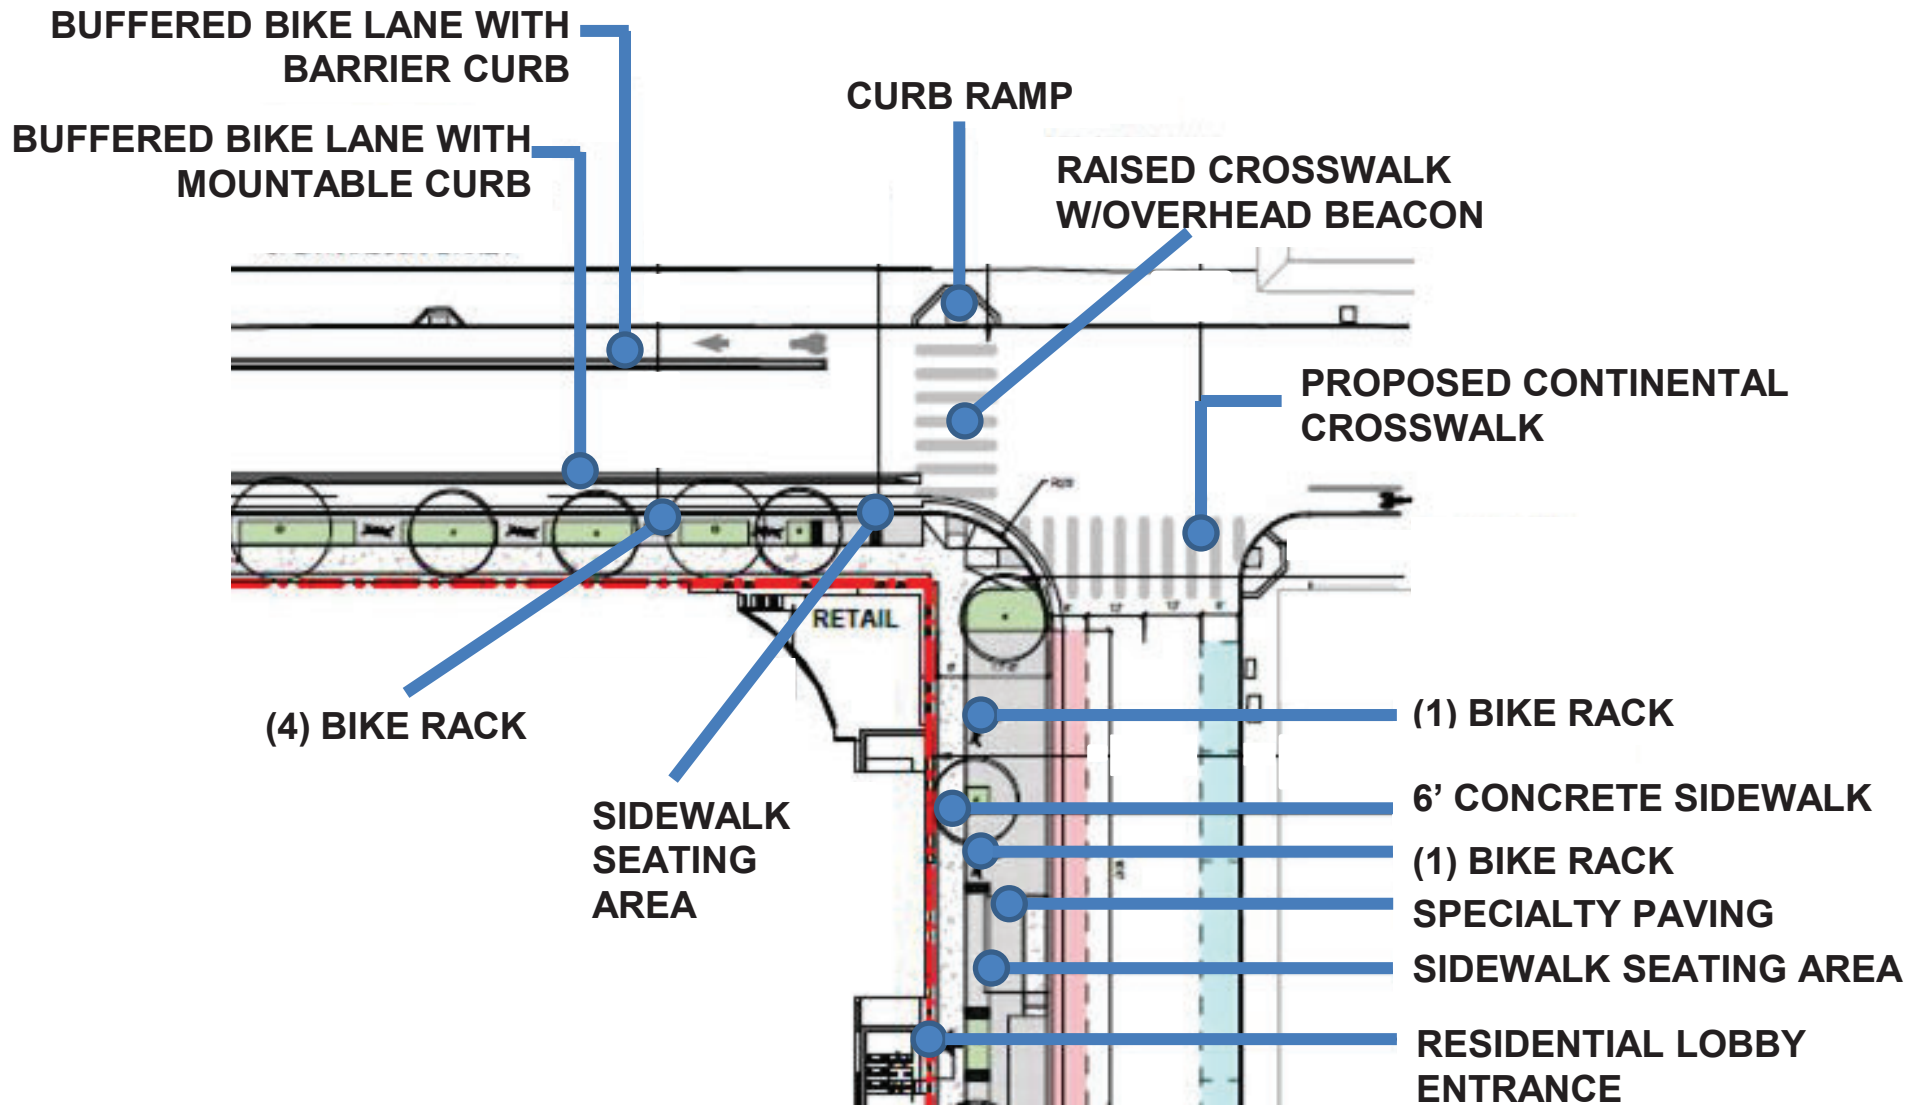 BUFFERED BIKE LANE WITH
BARRIER CURB
CURB RAMP
BUFFERED BIKE LANE WITH
MOUNTABLE CURB
RAISED CROSSWALK
W/OVERHEAD BEACON
PROPOSED CONTINENTAL
CROSSWALK
RETAIL
(4) BIKE RACK
(1) BIKE RACK
SIDEWALK
SEATING
AREA
6’ CONCRETE SIDEWALK
(1) BIKE RACK
SPECIALTY PAVING
SIDEWALK SEATING AREA
RESIDENTIAL LOBBY
ENTRANCE